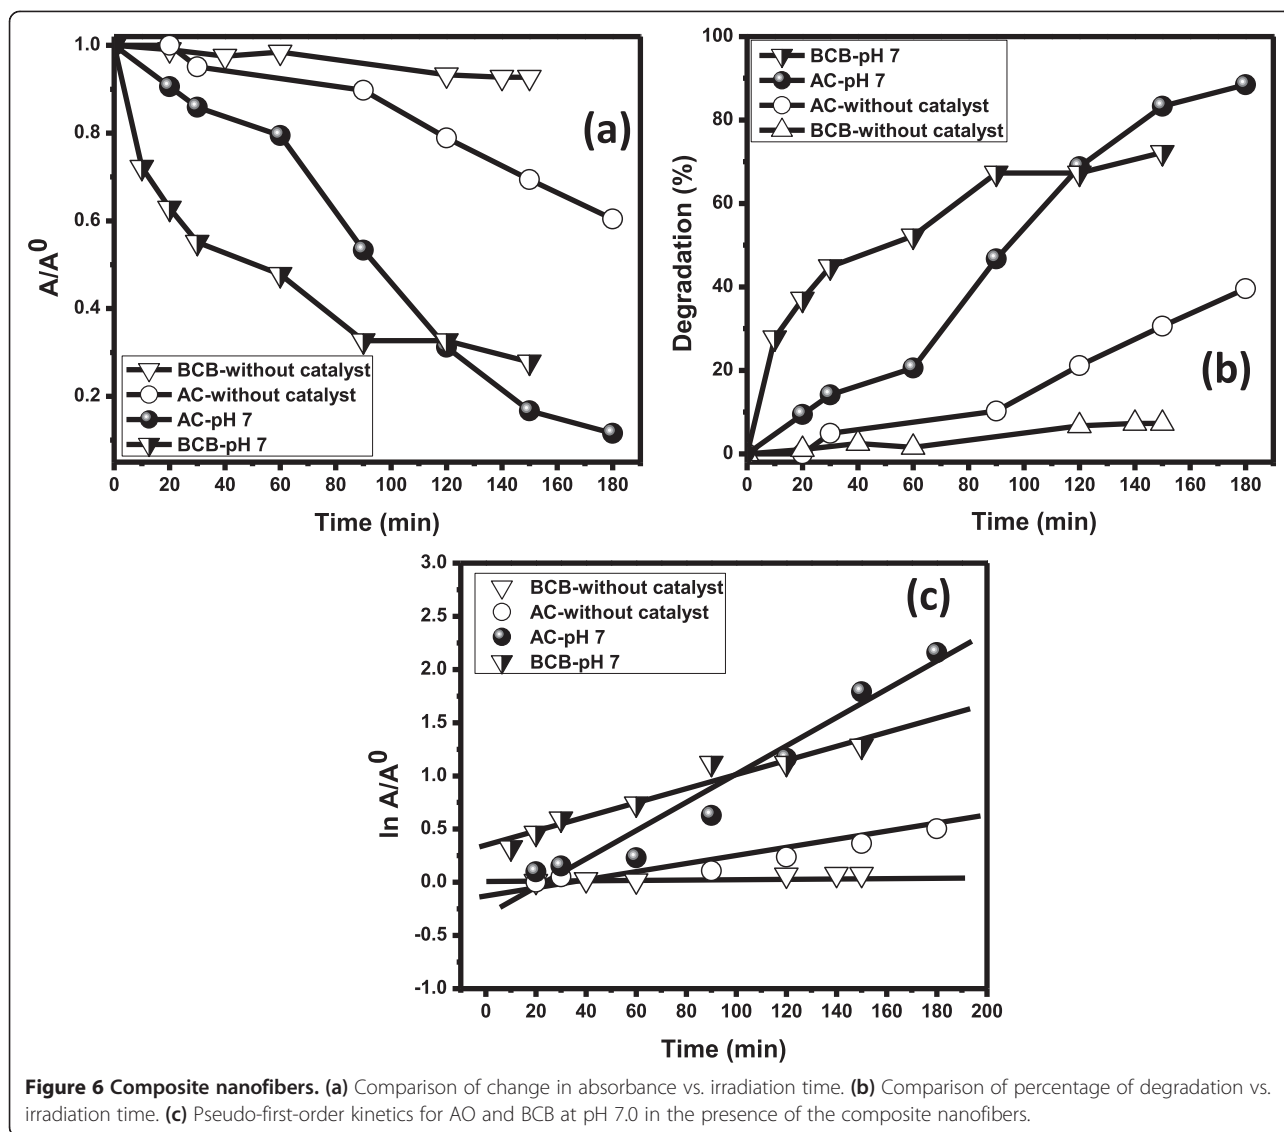 1.0
0.8
0.6
0.4
0.2
A/A0
(a)
BCB-without catalyst
AC-without catalyst
AC-pH 7
BCB-pH 7
0 20 40 60 80 100 120 140 160 180
Time (min)
100
80
60
40
20
0
Degradation (%)
BCB-pH 7
AC-pH 7
AC-without catalyst
BCB-without catalyst
(b)
0 20 40 60 80 100 120 140 160 180
Time (min)
3.0
2.5
2.0
1.5
1.0
0.5
0.0
-0.5
-1.0
ln A/A0
BCB-without catalyst
AC-without catalyst
AC-pH 7
BCB-pH 7
(c)
0 20 40 60 80 100 120 140 160 180 200
Time (min)
Figure 6 Composite nanofibers. (a) Comparison of change in absorbance vs. irradiation time. (b) Comparison of percentage of degradation vs.
irradiation time. (c) Pseudo-first-order kinetics for AO and BCB at pH 7.0 in the presence of the composite nanofibers.